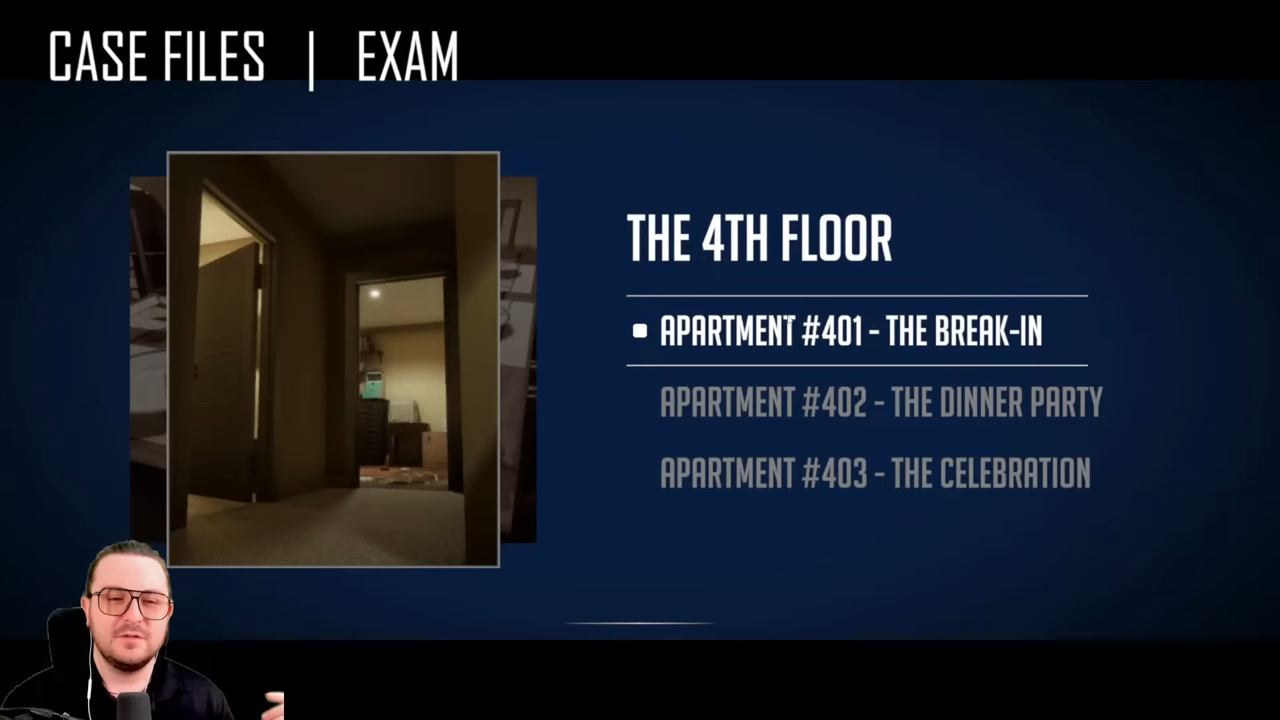 CASE FILES | EXAM
THE 4TH FLOOR
APARTMENT #401 - THE BREAK-IN
APARTMENT #402 - THE DINNER PARTY
APARTMENT #403 - THE CELEBRATION